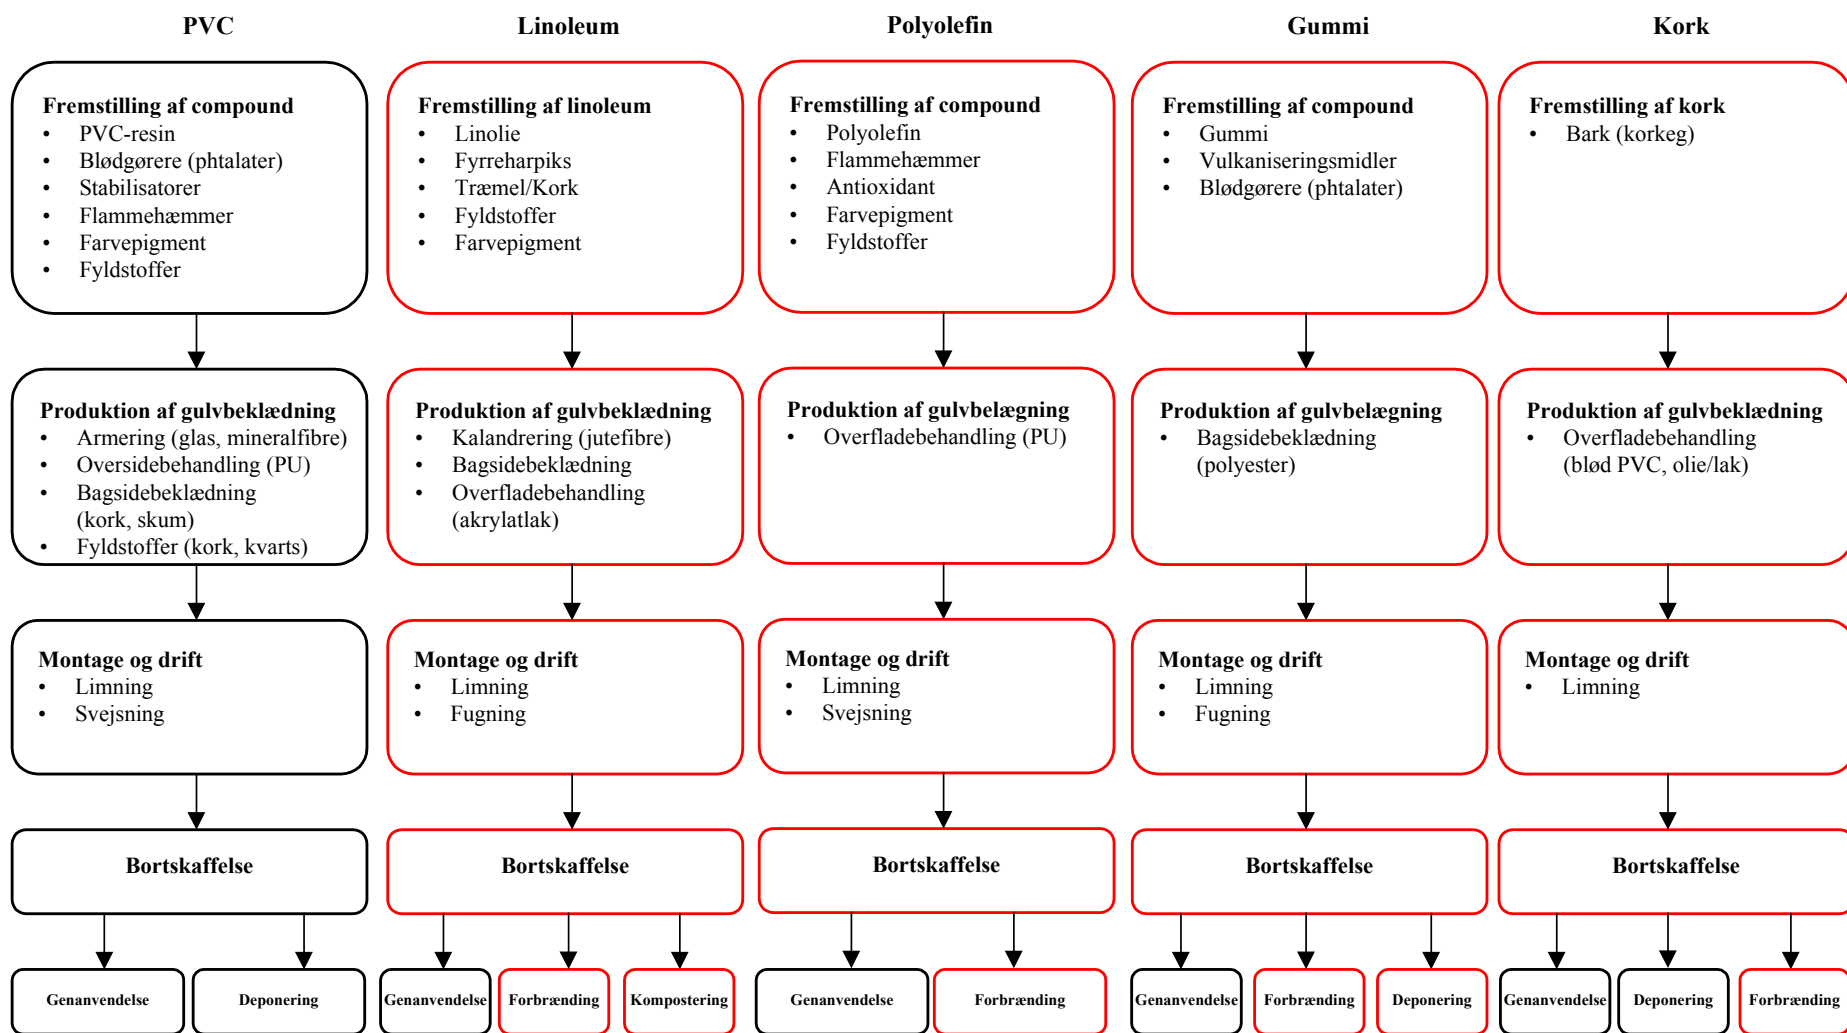 PVC
Linoleum
Polyolefin
Gummi
Kork
Fremstilling af compound
• PVC-resin
• Blødgørere (phtalater)
• Stabilisatorer
• Flammehæmmer
• Farvepigment
• Fyldstoffer
Fremstilling af linoleum
• Linolie
• Fyrreharpiks
• Træmel/Kork
• Fyldstoffer
• Farvepigment
Fremstilling af compound
• Polyolefin
• Flammehæmmer
• Antioxidant
• Farvepigment
• Fyldstoffer
Fremstilling af compound
• Gummi
• Vulkaniseringsmidler
• Blødgørere (phtalater)
Fremstilling af kork
• Bark (korkeg)
Produktion af gulvbeklædning
• Armering (glas, mineralfibre)
• Oversidebehandling (PU)
• Bagsidebeklædning
(kork, skum)
• Fyldstoffer (kork, kvarts)
Produktion af gulvbeklædning
• Kalandrering (jutefibre)
• Bagsidebeklædning
• Overfladebehandling
(akrylatlak)
Produktion af gulvbelægning
• Overfladebehandling (PU)
Produktion af gulvbelægning
• Bagsidebeklædning
(polyester)
Produktion af gulvbeklædning
• Overfladebehandling
(blød PVC, olie/lak)
Montage og drift
• Limning
• Svejsning
Montage og drift
• Limning
• Fugning
Montage og drift
• Limning
• Svejsning
Montage og drift
• Limning
• Fugning
Montage og drift
• Limning
Bortskaffelse
Bortskaffelse
Bortskaffelse
Bortskaffelse
Bortskaffelse
Genanvendelse
Deponering
Genanvendelse
Forbrænding
Kompostering
Genanvendelse
Forbrænding
Genanvendelse
Forbrænding
Deponering
Genanvendelse
Deponering
Forbrænding